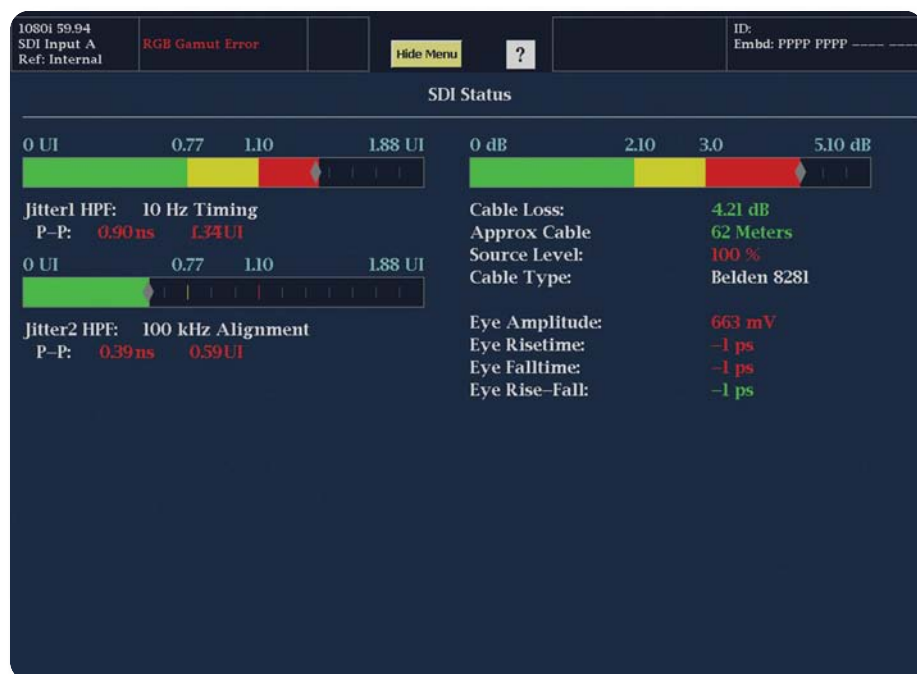 1080i 59.94
SDI Input A
Ref: Internal
RGB Gamut Error
Hide Menu
?
ID:
Embd: PPPP PPPP ---- ----
SDI Status
0 UI 0.77 1.10 1.88 UI
Jitter1 HPF: 10 Hz Timing
P-P: 0.90 ns 1.34 UI
0 UI 0.77 1.10 1.88 UI
Jitter2 HPF: 100 kHz Alignment
P-P: 0.39 ns 0.59 UI
0 dB 2.10 3.0 5.10 dB
Cable Loss: 4.21 dB
Approx Cable 62 Meters
Source Level: 100 %
Cable Type: Belden 8281
Eye Amplitude: 663 mV
Eye Risetime: -1 ps
Eye Falltime: -1 ps
Eye Rise-Fall: -1 ps